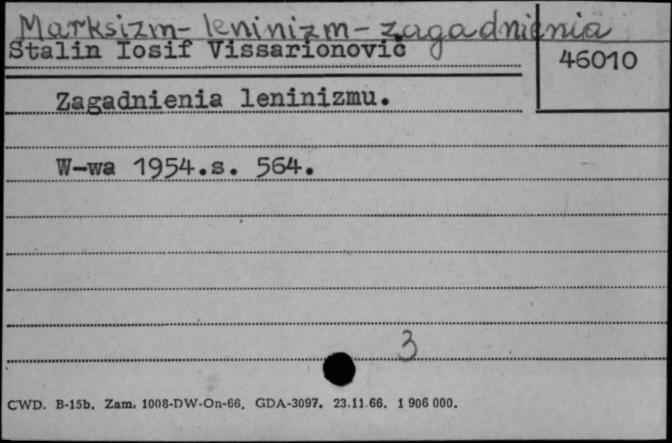 Marksizm-leninizm-zagadnienia
Stalin Iosif Vissarionovič
46010
Zagadnienia leninizmu.
W-wa 1954.s. 564.
3
CWD. B-15b. Zam. 1008-DW-On-66. GDA-3097. 23.11.66. 1 906 000.